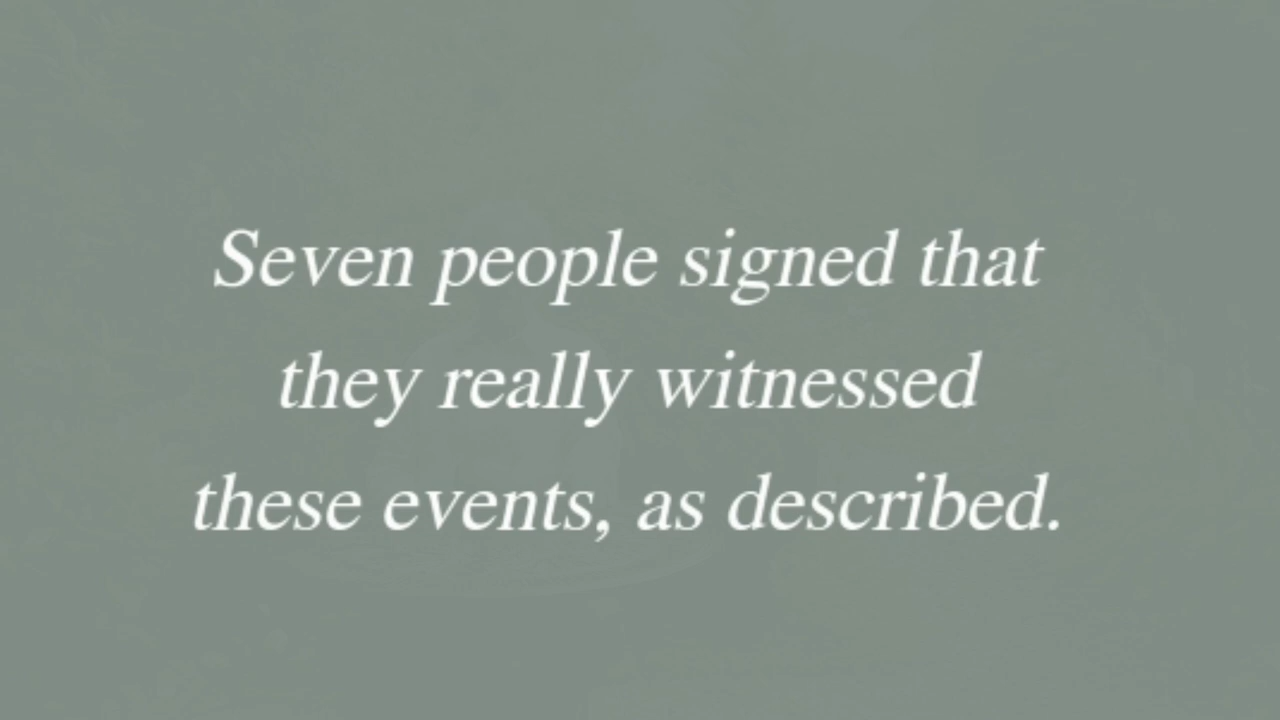 Seven people signed that
they really witnessed
these events, as described.